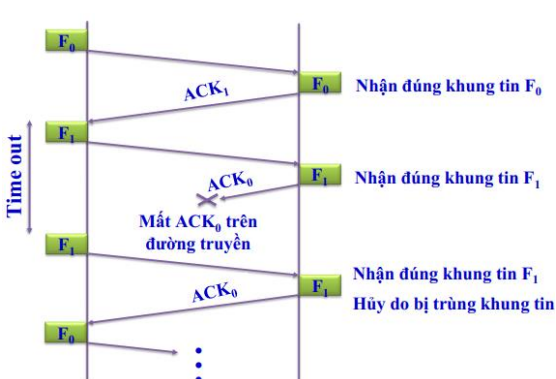 F₀
F₀
Nhận đúng khung tin F₀
ACK₁
F₁
Time out
F₁
Nhận đúng khung tin F₁
ACK₀
Mất ACK₀ trên
đường truyền
F₁
F₁
Nhận đúng khung tin F₁
Hủy do bị trùng khung tin
ACK₀
F₀